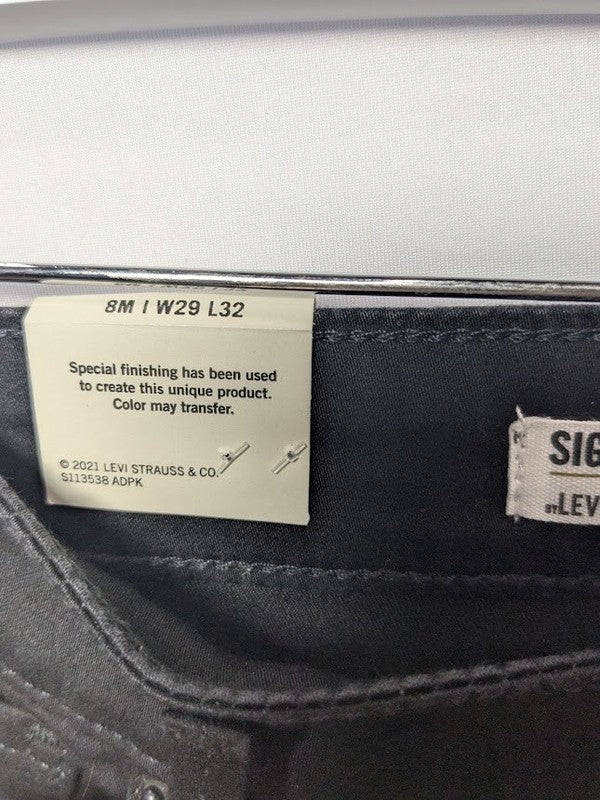 8M | W29 L32
Special finishing has been used
to create this unique product.
Color may transfer.
© 2021 LEVI STRAUSS & CO.
S113538 ADPK
M
SIG
BY LEV